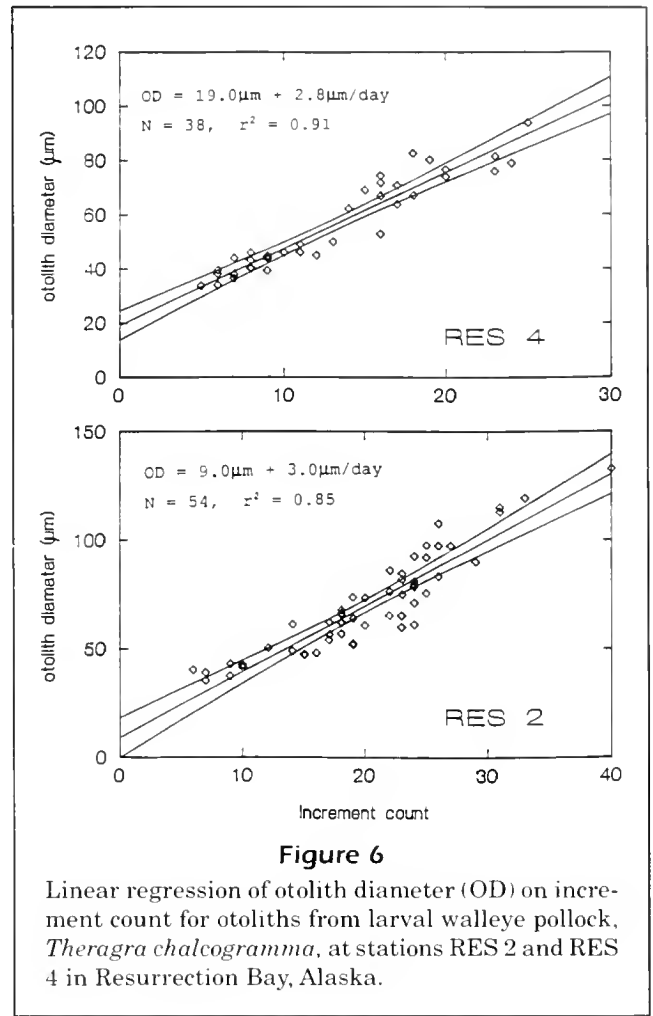 120
100
80
60
40
20
0
otolith diameter (µm)
OD = 19.0µm + 2.8µm/day
N = 38, r² = 0.91
RES 4
0 10 20 30
150
100
50
0
otolith diameter (µm)
OD = 9.0µm + 3.0µm/day
N = 54, r² = 0.85
RES 2
0 10 20 30 40
Increment count
Figure 6
Linear regression of otolith diameter (OD) on incre-
ment count for otoliths from larval walleye pollock,
Theragra chalcogramma, at stations RES 2 and RES
4 in Resurrection Bay, Alaska.